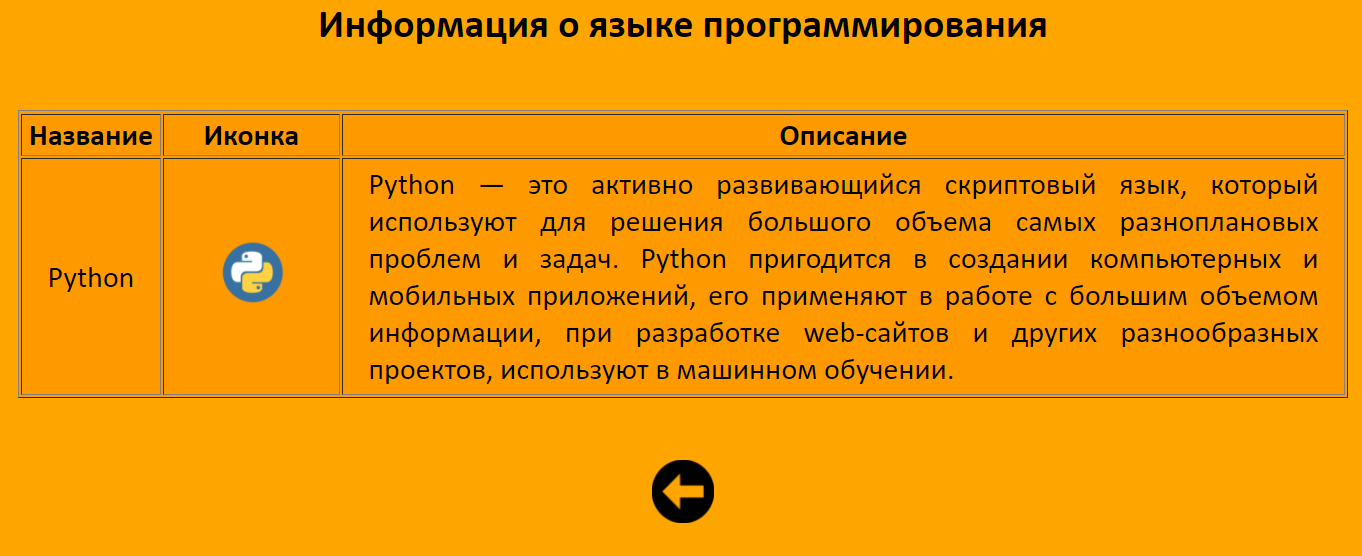 Информация о языке программирования
Название Иконка Описание
Python
Python — это активно развивающийся скриптовый язык, который
используют для решения большого объема самых разноплановых
проблем и задач. Python пригодится в создании компьютерных и
мобильных приложений, его применяют в работе с большим объемом
информации, при разработке web-сайтов и других разнообразных
проектов, используют в машинном обучении.